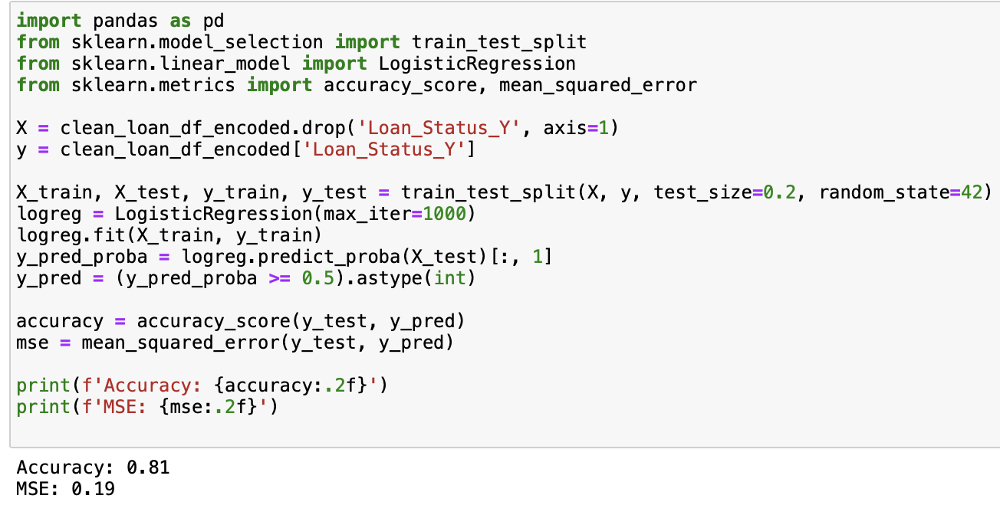 import pandas as pd
from sklearn.model_selection import train_test_split
from sklearn.linear_model import LogisticRegression
from sklearn.metrics import accuracy_score, mean_squared_error
X = clean_loan_df_encoded.drop('Loan_Status_Y', axis=1)
y = clean_loan_df_encoded['Loan_Status_Y']
X_train, X_test, y_train, y_test = train_test_split(X, y, test_size=0.2, random_state=42)
logreg = LogisticRegression(max_iter=1000)
logreg.fit(X_train, y_train)
y_pred_proba = logreg.predict_proba(X_test)[:, 1]
y_pred = (y_pred_proba >= 0.5).astype(int)
accuracy = accuracy_score(y_test, y_pred)
mse = mean_squared_error(y_test, y_pred)
print(f'Accuracy: {accuracy:.2f}')
print(f'MSE: {mse:.2f}')
Accuracy: 0.81
MSE: 0.19